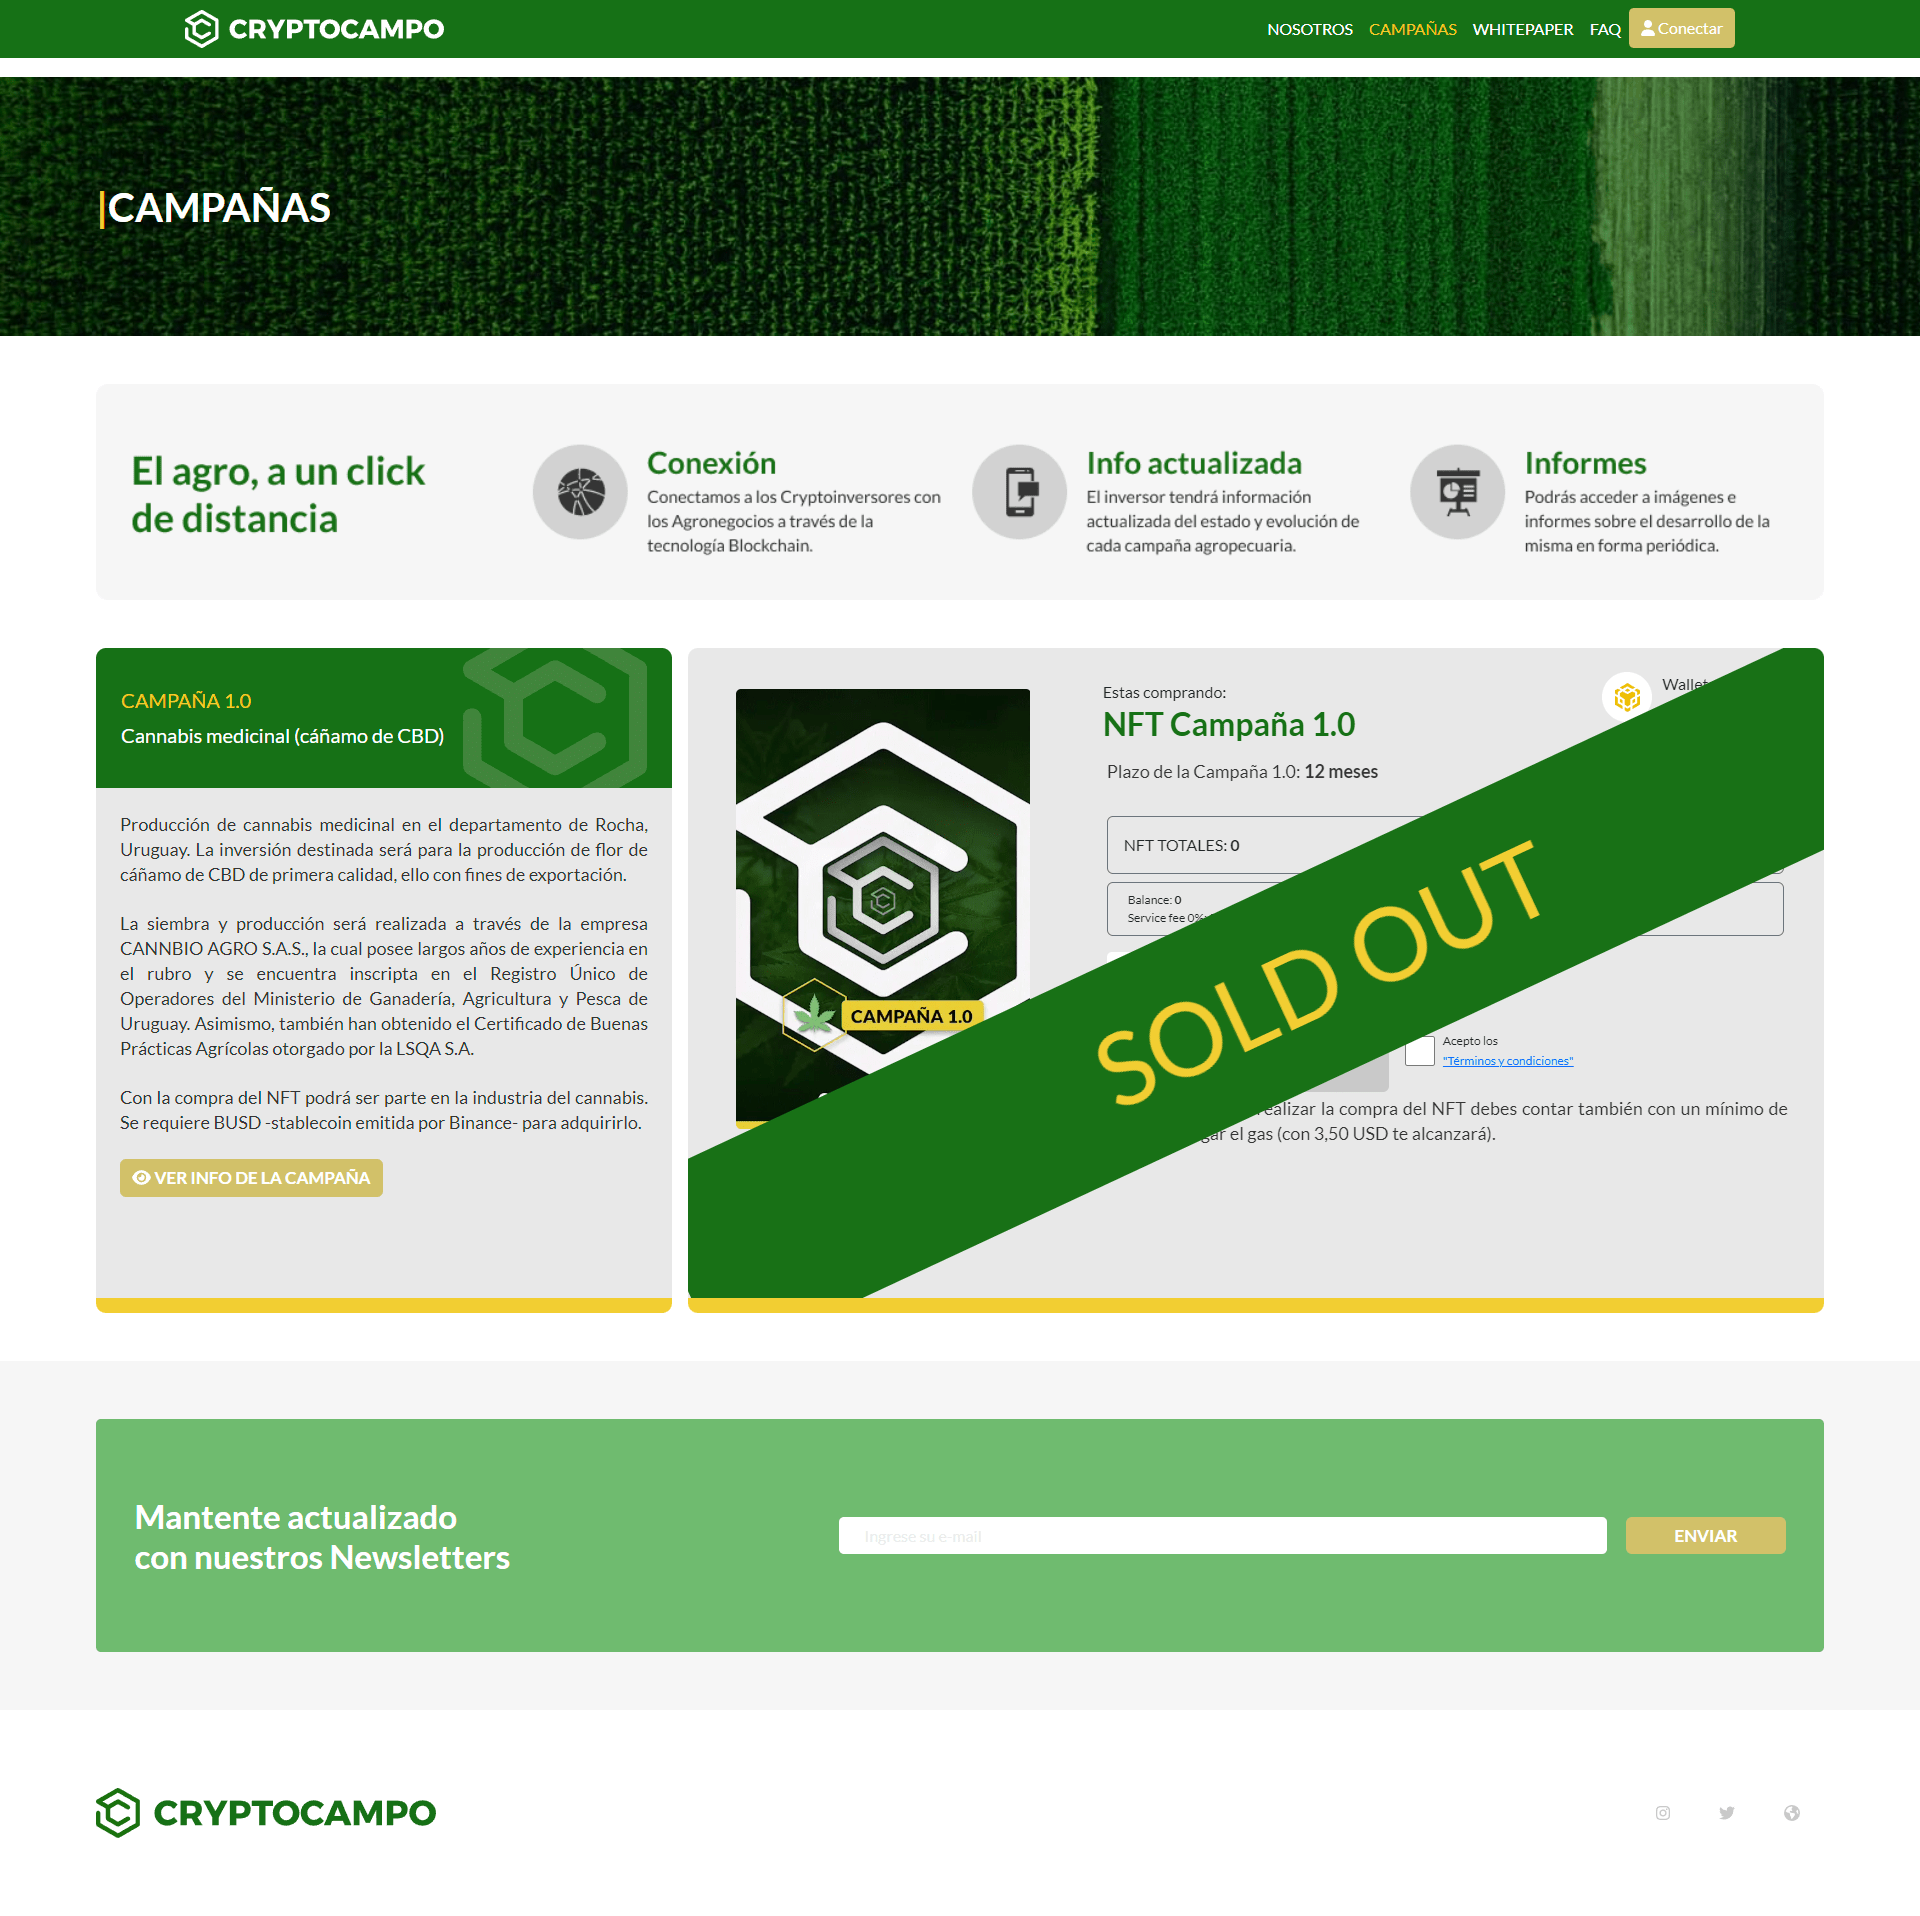 CRYPTOCAMPO
NOSOTROS CAMPAÑAS WHITEPAPER FAQ Conectar
|CAMPAÑAS
El agro, a un click
de distancia
Conexión
Conectamos a los Cryptoinversores con
los Agronegocios a través de la
tecnología Blockchain.
Info actualizada
El inversor tendrá información
actualizada del estado y evolución de
cada campaña agropecuaria.
Informes
Podrás acceder a imágenes e
informes sobre el desarrollo de la
misma en forma periódica.
CAMPAÑA 1.0
Cannabis medicinal (cáñamo de CBD)
Producción de cannabis medicinal en el departamento de Rocha,
Uruguay. La inversión destinada será para la producción de flor de
cáñamo de CBD de primera calidad, ello con fines de exportación.
La siembra y producción será realizada a través de la empresa
CANNBIO AGRO S.A.S., la cual posee largos años de experiencia en
el rubro y se encuentra inscripta en el Registro Único de
Operadores del Ministerio de Ganadería, Agricultura y Pesca de
Uruguay. Asimismo, también han obtenido el Certificado de Buenas
Prácticas Agrícolas otorgado por la LSQA S.A.
Con la compra del NFT podrá ser parte en la industria del cannabis.
Se requiere BUSD -stablecoin emitida por Binance- para adquirirlo.
VER INFO DE LA CAMPAÑA
CAMPAÑA 1.0
Estas comprando:
NFT Campaña 1.0
Wallet
Plazo de la Campaña 1.0: 12 meses
NFT TOTALES: 0
Balance: 0
Service fee 0%:
SOLD OUT
Acepto los
"Términos y condiciones"
realizar la compra del NFT debes contar también con un mínimo de
el gas (con 3,50 USD te alcanzará).
Mantente actualizado
con nuestros Newsletters
Ingrese su e-mail
ENVIAR
CRYPTOCAMPO